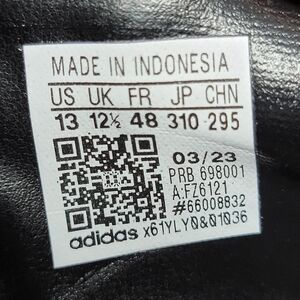 MADE IN INDONESIA
US UK FR JP CHN
13 12½ 48 310 295
03/23
PRB 698001
A:FZ6121
#66008832
adidas x61YLY0&01036